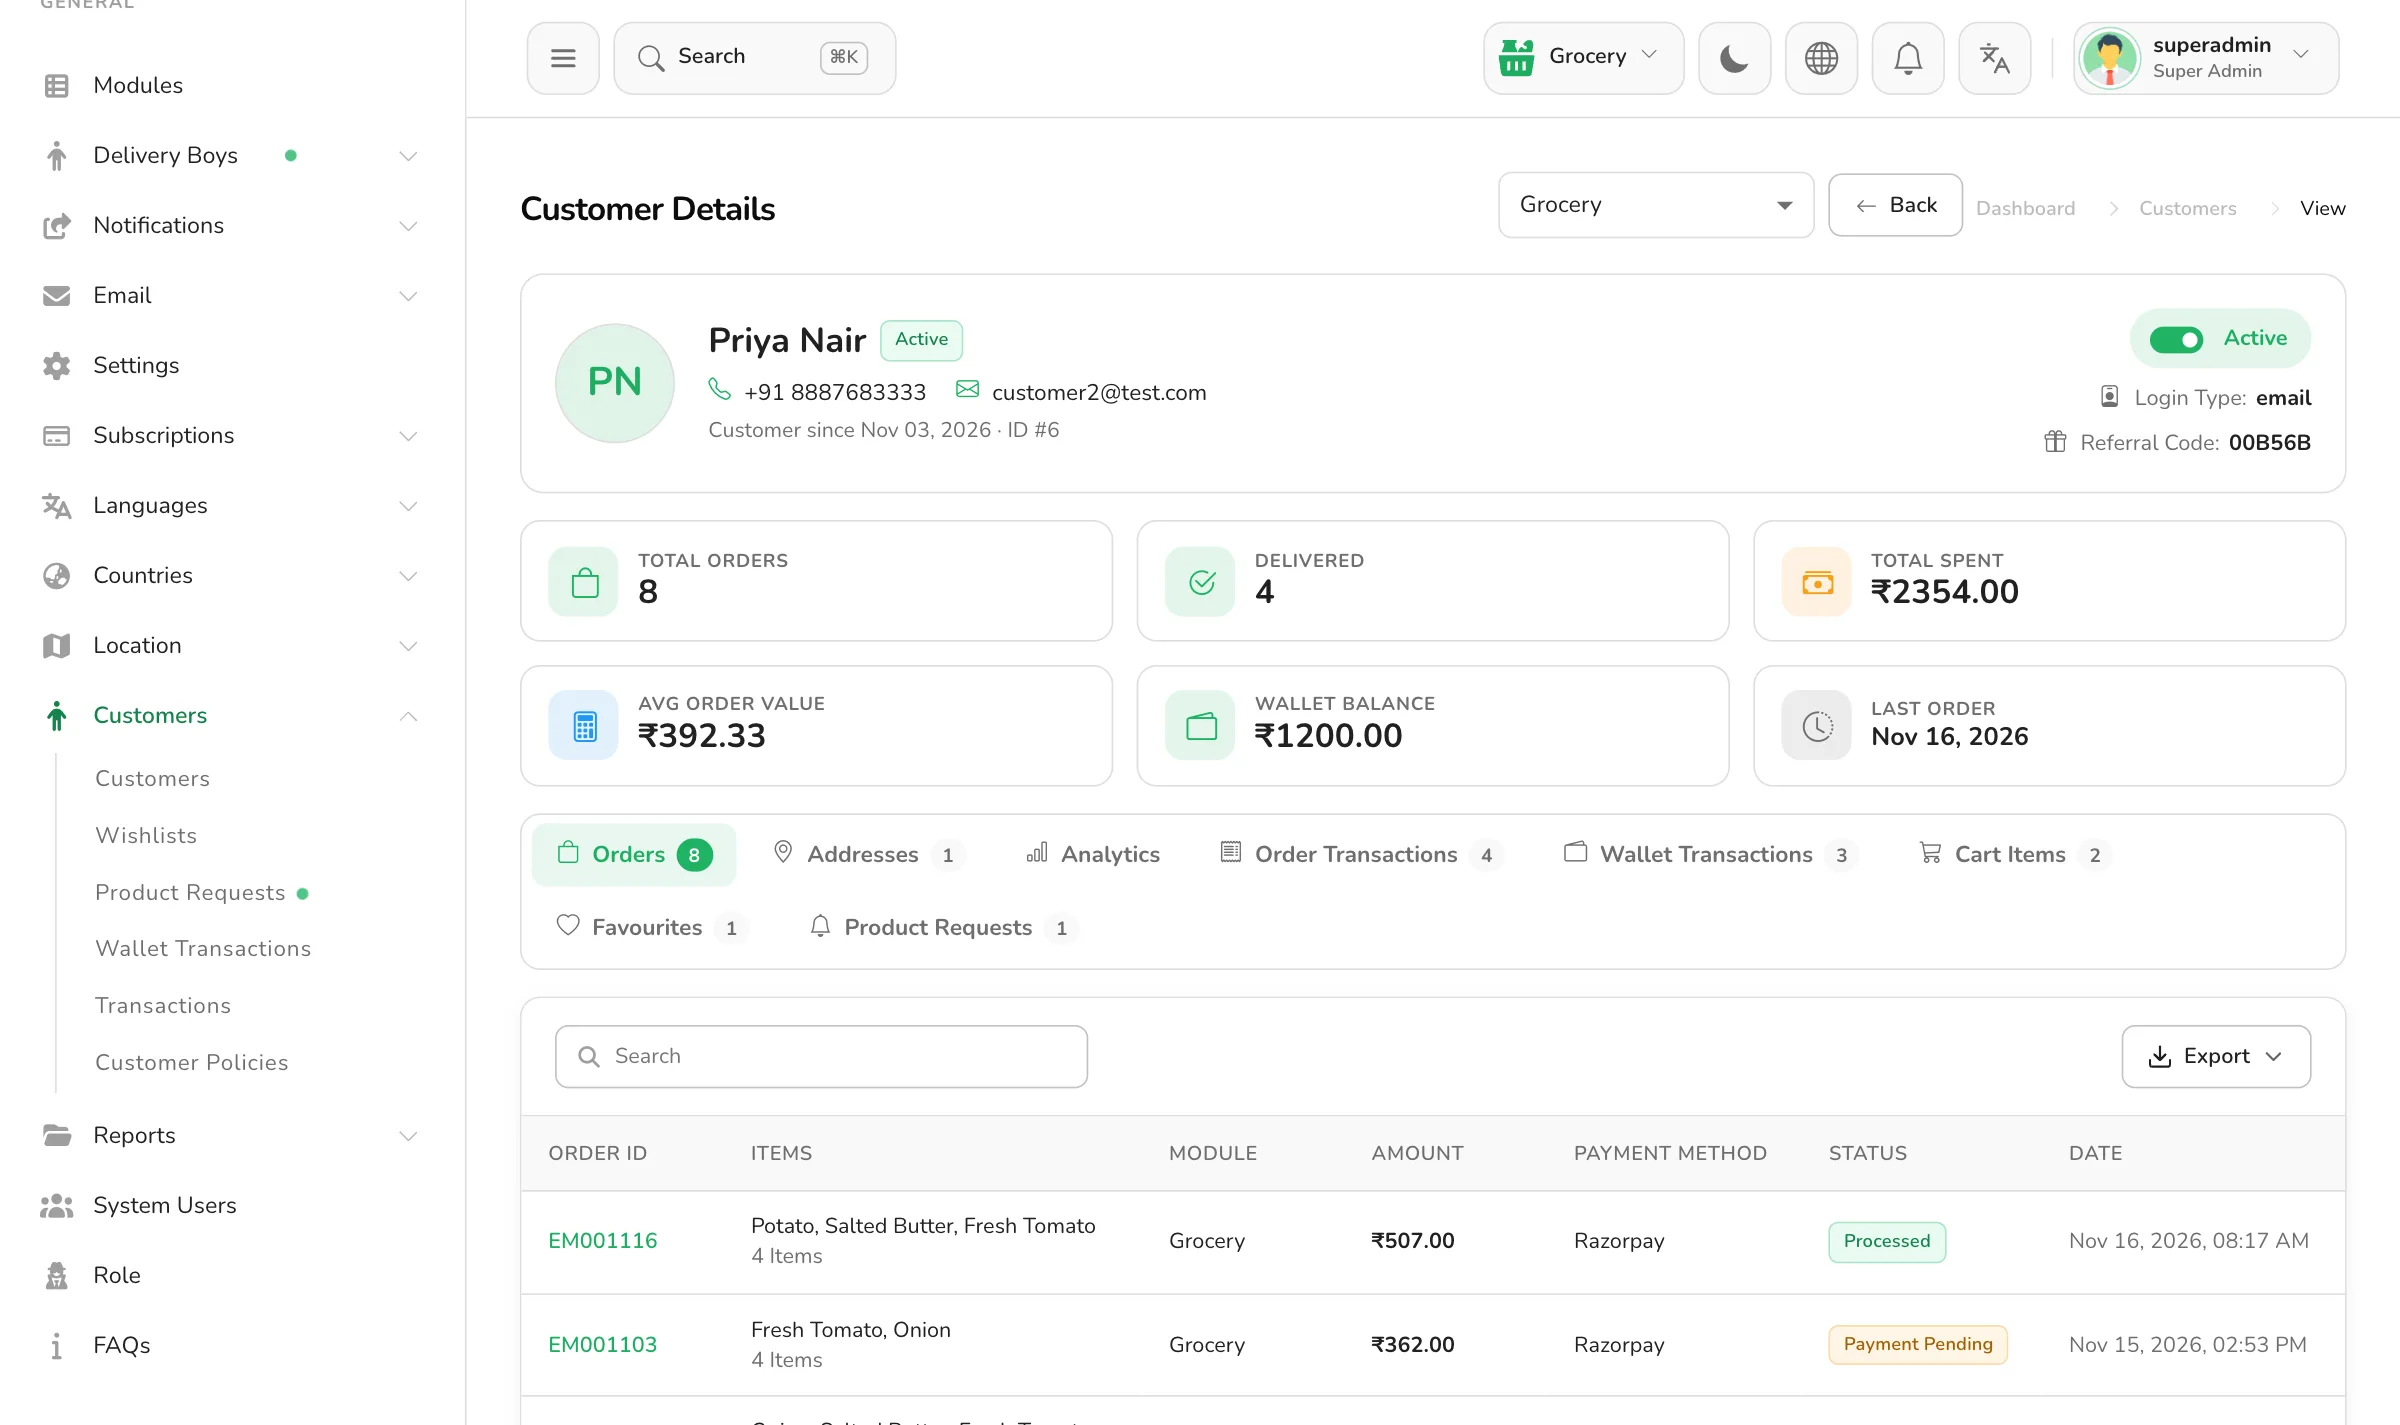 GENERAL
Modules
Delivery Boys
Notifications
Email
Settings
Subscriptions
Languages
Countries
Location
Customers
Customers
Wishlists
Product Requests
Wallet Transactions
Transactions
Customer Policies
Reports
System Users
Role
FAQs
Search ⌘K
Grocery
superadmin
Super Admin
Customer Details
Grocery
Back
Dashboard Customers View
PN
Priya Nair Active
+91 8887683333 customer2@test.com
Customer since Nov 03, 2026 · ID #6
Active
Login Type: email
Referral Code: 00B56B
TOTAL ORDERS
8
DELIVERED
4
TOTAL SPENT
₹2354.00
AVG ORDER VALUE
₹392.33
WALLET BALANCE
₹1200.00
LAST ORDER
Nov 16, 2026
Orders 8 Addresses 1 Analytics Order Transactions 4 Wallet Transactions 3 Cart Items 2
Favourites 1 Product Requests 1
Search
Export
ORDER ID ITEMS MODULE AMOUNT PAYMENT METHOD STATUS DATE
EM001116 Potato, Salted Butter, Fresh Tomato
4 Items Grocery ₹507.00 Razorpay Processed Nov 16, 2026, 08:17 AM
EM001103 Fresh Tomato, Onion
4 Items Grocery ₹362.00 Razorpay Payment Pending Nov 15, 2026, 02:53 PM